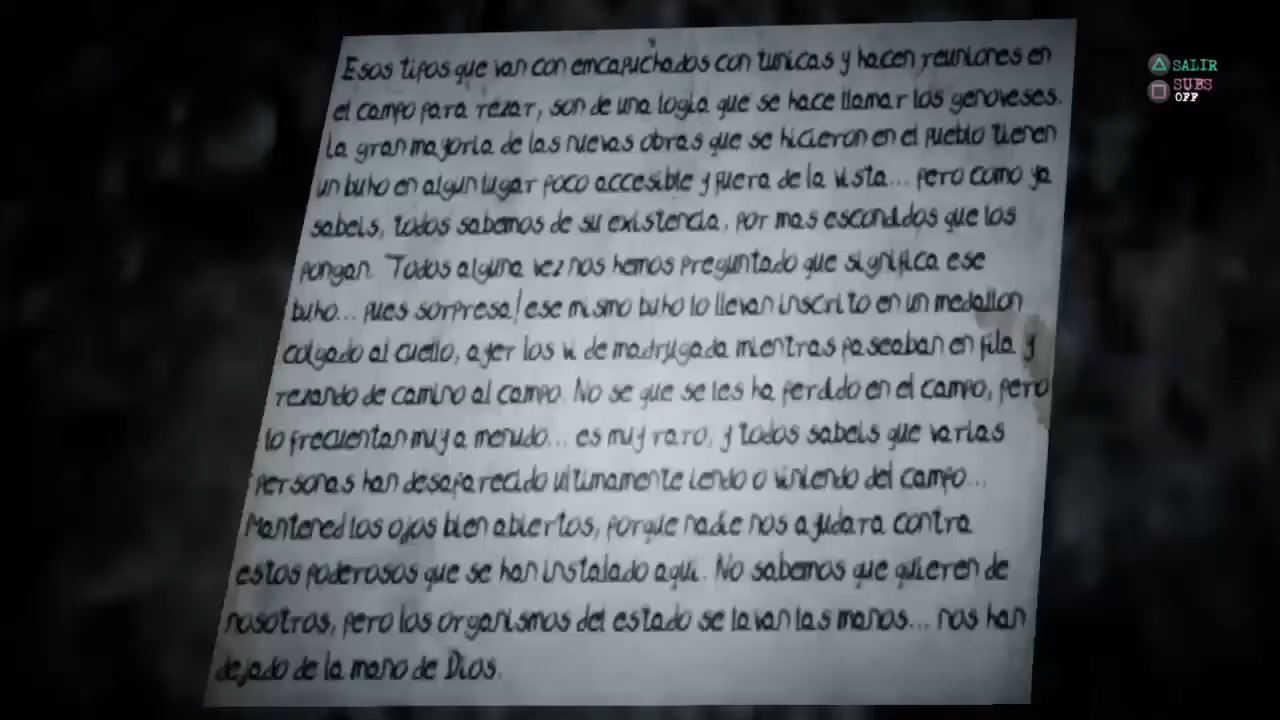 Esos tipos que van con emcapuchados con tunicas y hacen reuniones en
el campo para rezar, son de una logia que se hace llamar los genoveses.
La gran mayoria de las nuevas obras que se hicieron en el pueblo tienen
un buho en algun lugar poco accesible y fuera de la vista... pero como ya
sabeis, todos sabemos de su existencia, por mas escondidos que los
pongan. Todos alguna vez nos hemos preguntado que significa ese
buho... pues sorpresa! ese mismo buho lo llevan inscrito en un medallon
colgado al cuello, ayer los vi de madrugada mientras paseaban en fila y
rezando de camino al campo. No se que se les ha perdido en el campo, pero
lo frecuentan muy a menudo... es muy raro, y todos sabeis que varias
personas han desaparecido ultimamente iendo o viniendo del campo...
Mantened los ojos bien abiertos, porque nadie nos ayudara contra
estos poderosos que se han instalado aqui. No sabemos que quieren de
nosotros, pero los organismos del estado se lavan las manos... nos han
dejado de la mano de Dios.
SALIR
SUBS
OFF